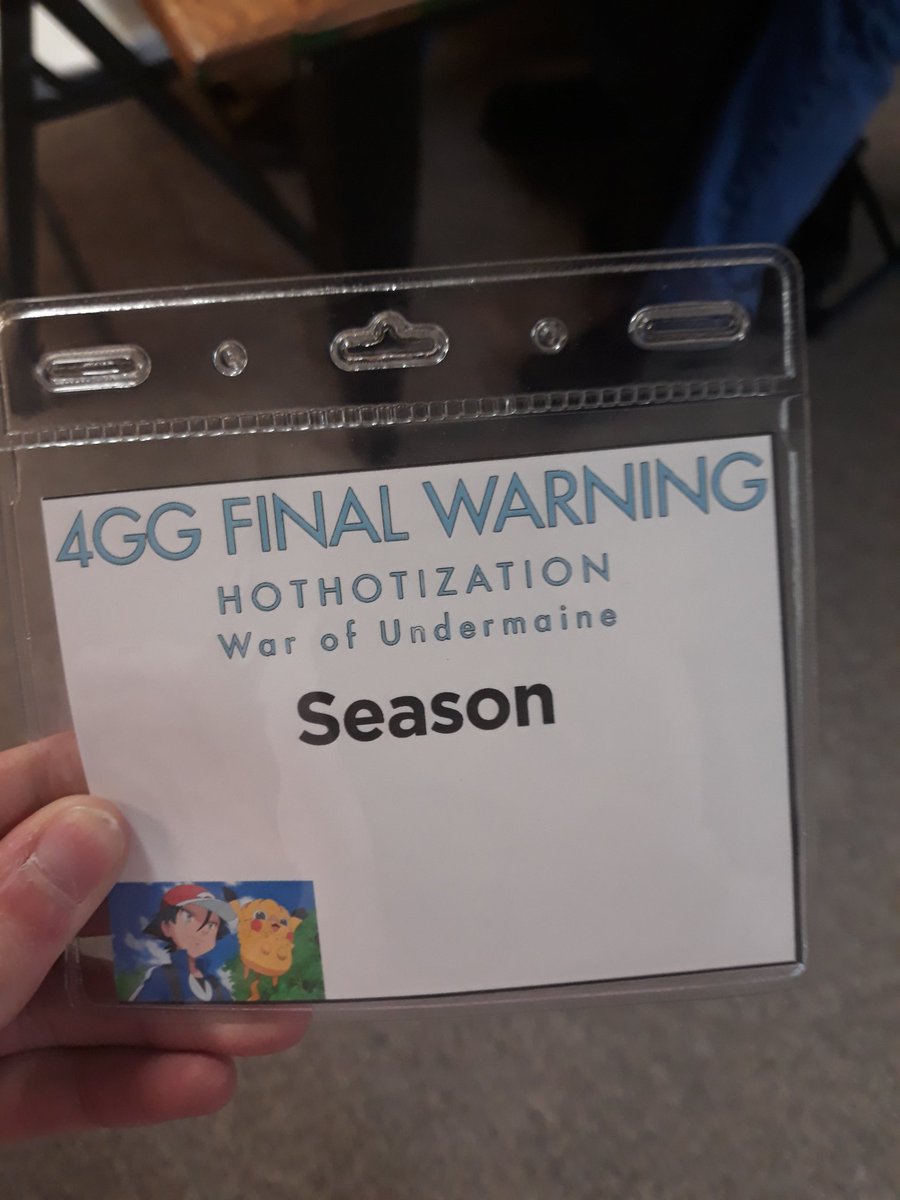 4GG FINAL WARNING
HOTHOTIZATION
War of Undermaine
Season